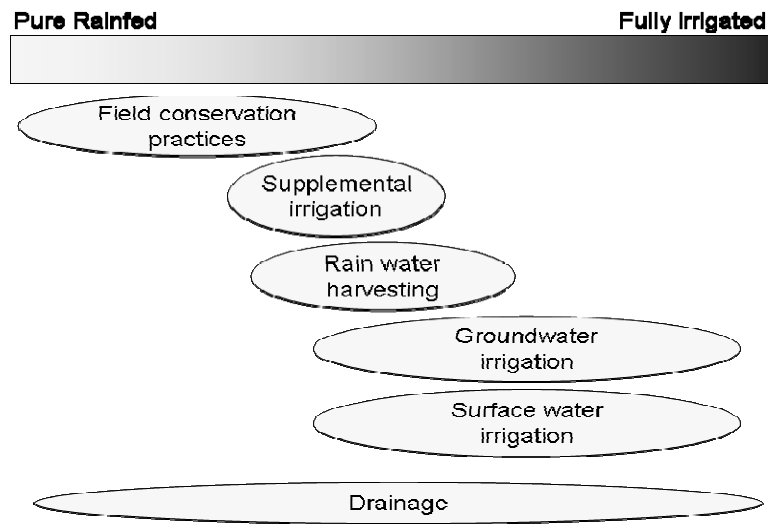 Pure Rainfed
Fully Irrigated
Field conservation
practices
Supplemental
irrigation
Rain water
harvesting
Groundwater
irrigation
Surface water
irrigation
Drainage